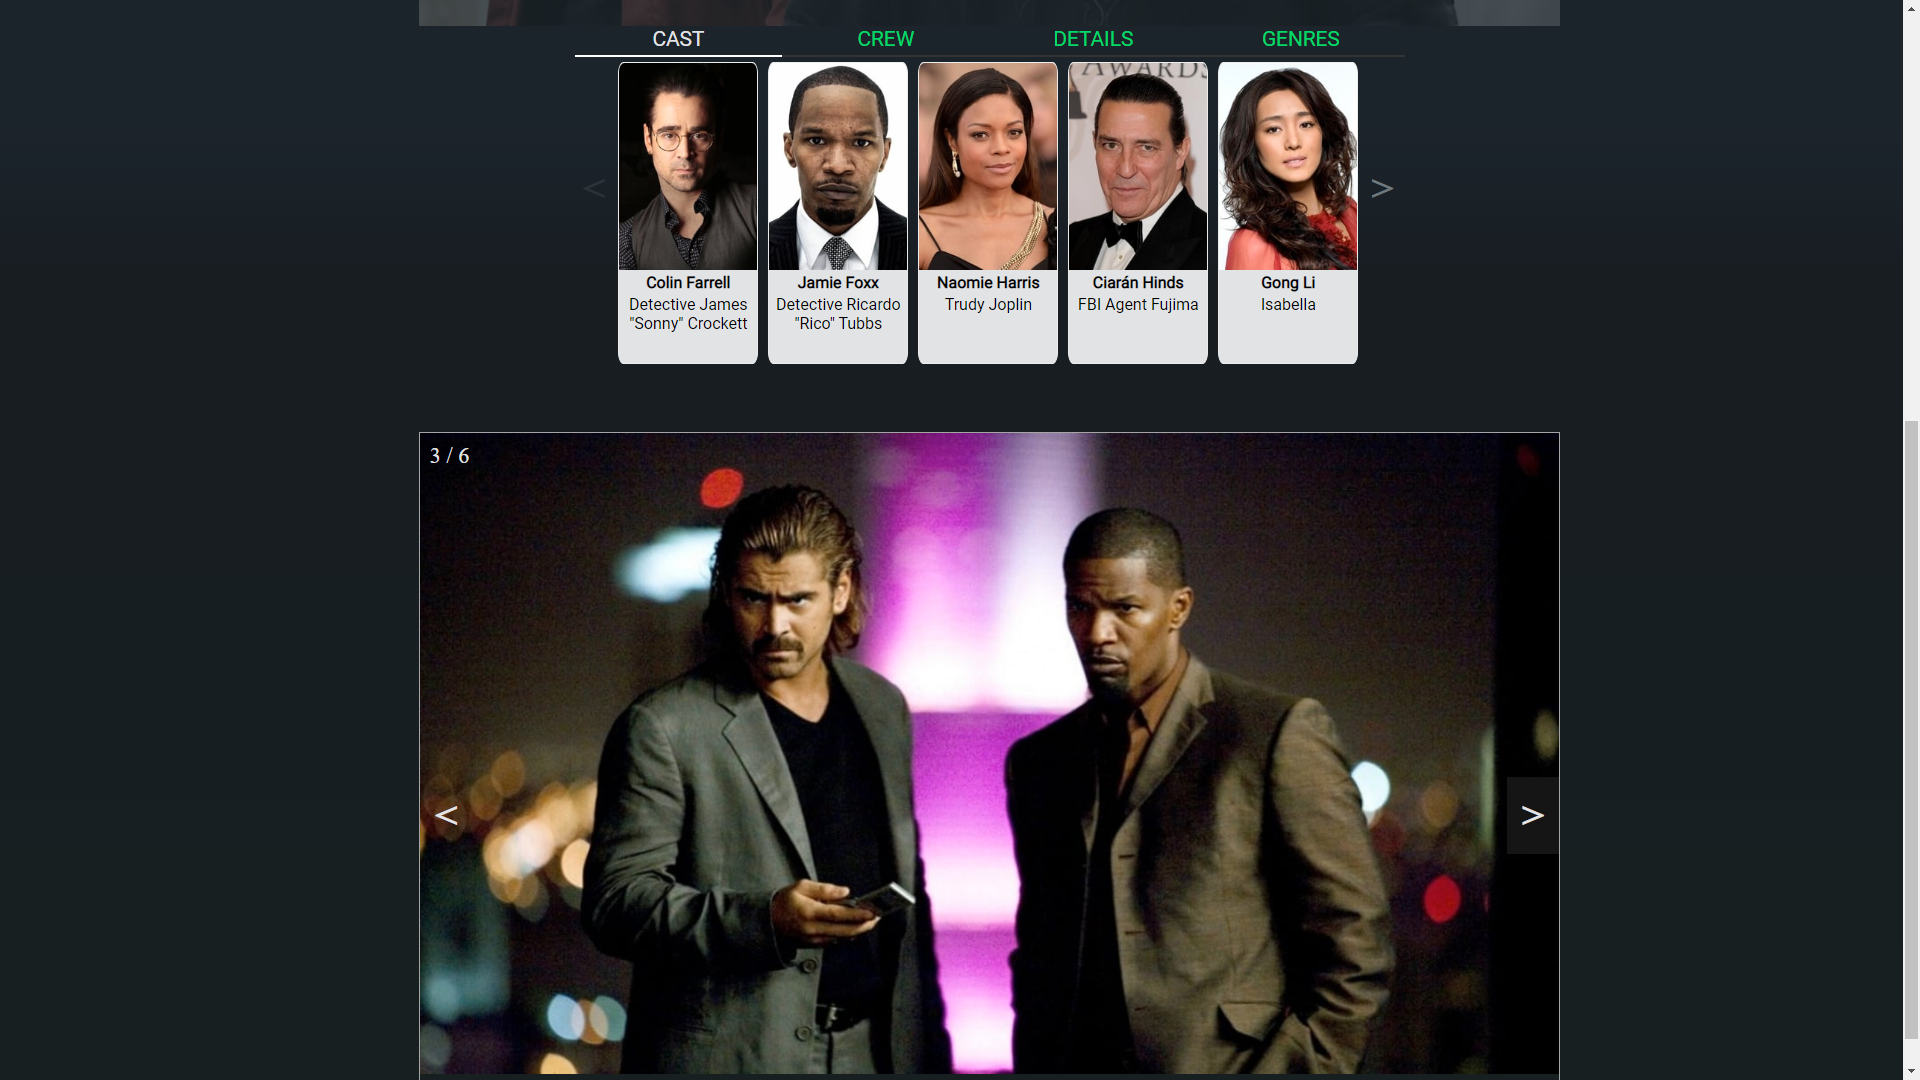 CAST CREW DETAILS GENRES
AWARDS
<
>
Colin Farrell
Detective James
"Sonny" Crockett
Jamie Foxx
Detective Ricardo
"Rico" Tubbs
Naomie Harris
Trudy Joplin
Ciarán Hinds
FBI Agent Fujima
Gong Li
Isabella
3 / 6
<
>